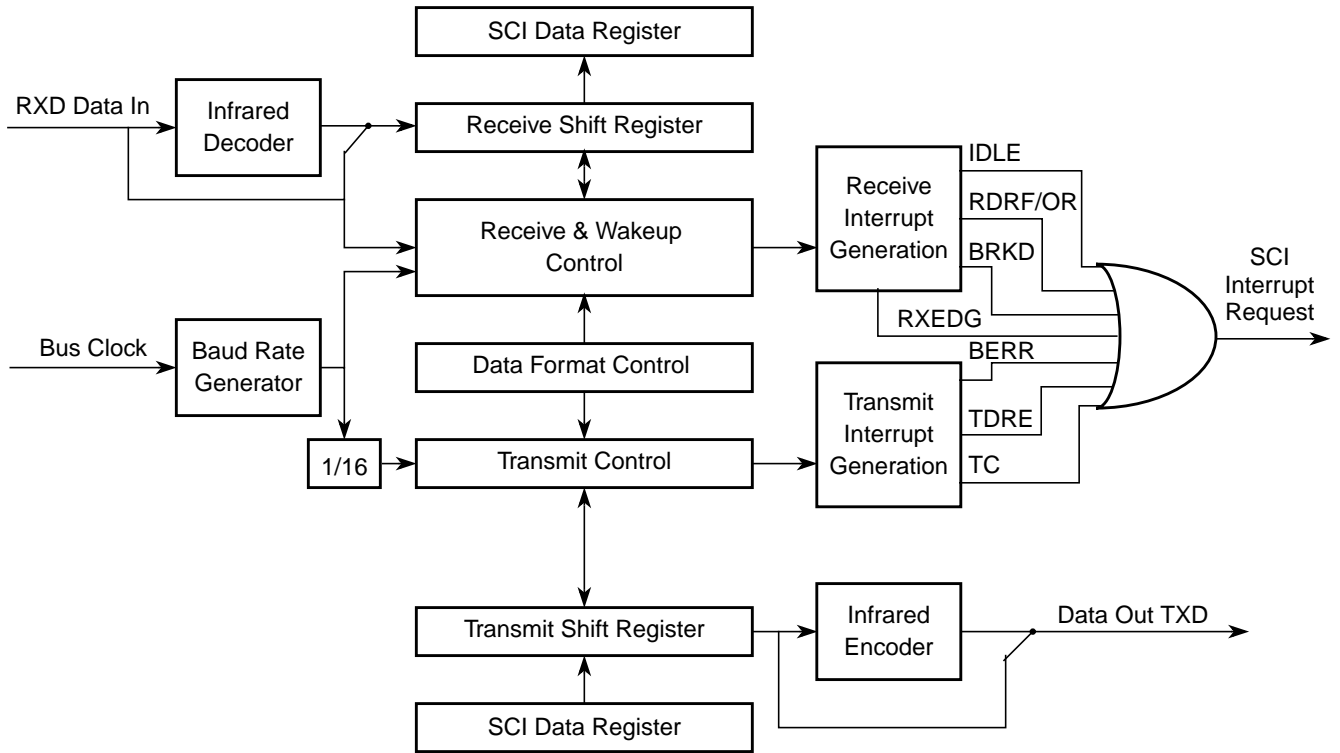 SCI Data Register
RXD Data In
Infrared
Decoder
Receive Shift Register
Receive & Wakeup
Control
Receive
Interrupt
Generation
IDLE
RDRF/OR
BRKD
RXEDG
SCI
Interrupt
Request
Bus Clock
Baud Rate
Generator
Data Format Control
1/16
Transmit Control
Transmit
Interrupt
Generation
BERR
TDRE
TC
Transmit Shift Register
Infrared
Encoder
Data Out TXD
SCI Data Register